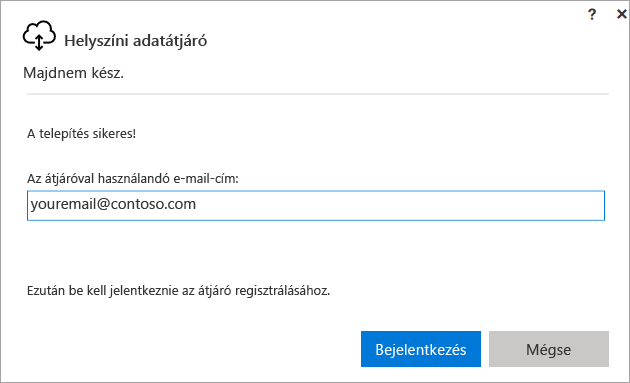 ? ×
Helyszíni adatátjáró
Majdnem kész.
A telepítés sikeres!
Az átjáróval használandó e-mail-cím:
youremail@contoso.com
Ezután be kell jelentkeznie az átjáró regisztrálásához.
Bejelentkezés Mégse